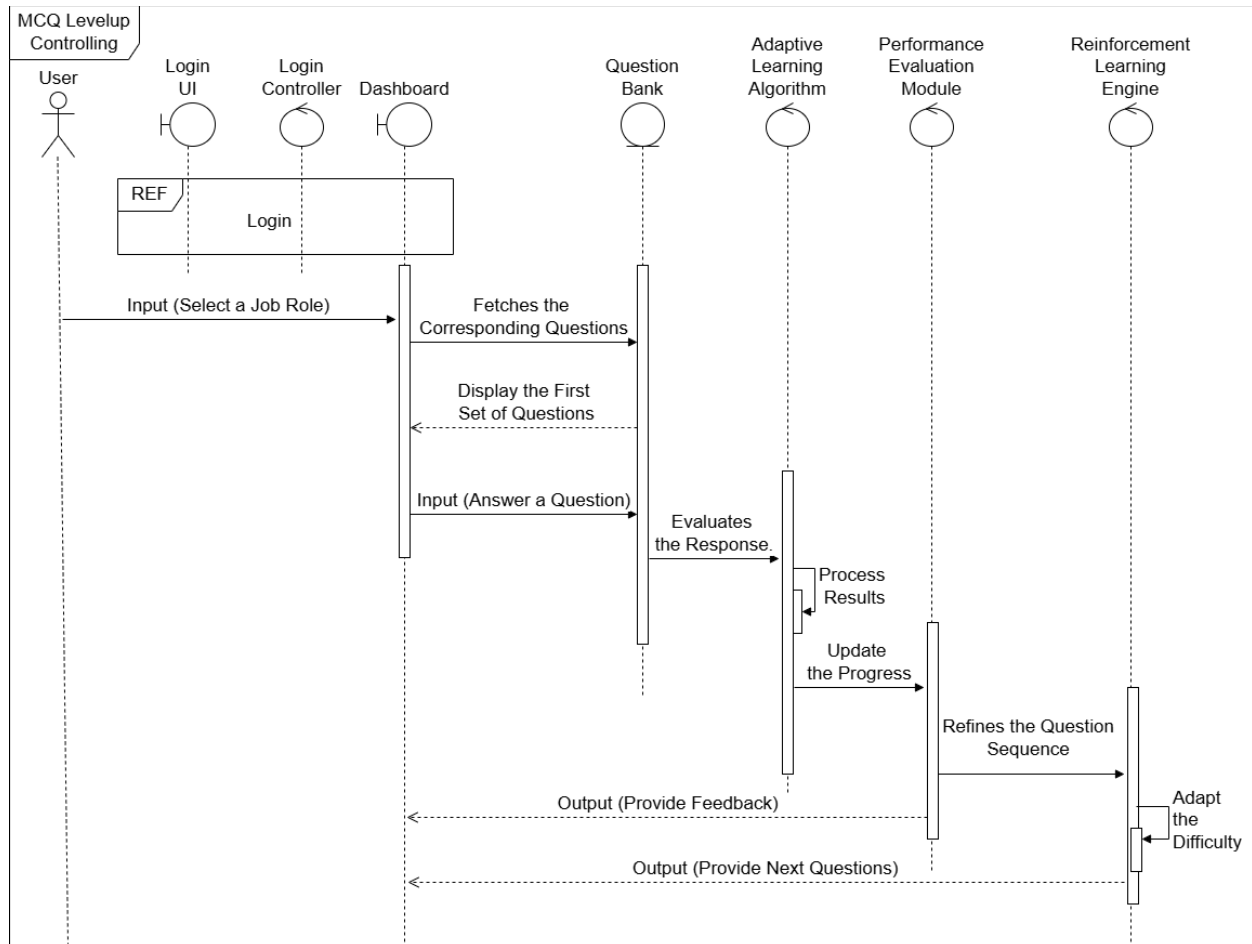 MCQ Levelup
Controlling
User
Login
UI
Login
Controller
Dashboard
Question
Bank
Adaptive
Learning
Algorithm
Performance
Evaluation
Module
Reinforcement
Learning
Engine
REF
Login
Input (Select a Job Role)
Fetches the
Corresponding Questions
Display the First
Set of Questions
Input (Answer a Question)
Evaluates
the Response.
Process
Results
Update
the Progress
Refines the Question
Sequence
Output (Provide Feedback)
Adapt
the
Difficulty
Output (Provide Next Questions)